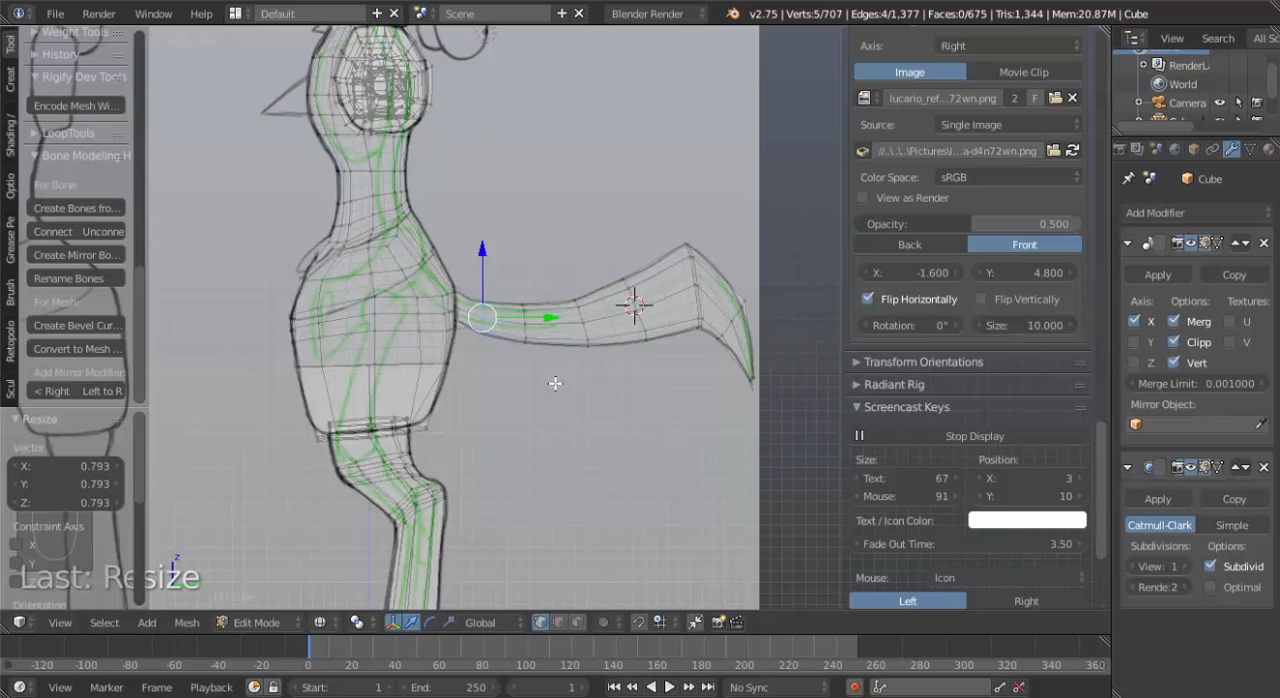 File Render Window Help Default Scene Blender Render v2.75 | Verts:5/707 | Edges:4/1,377 | Faces:0/675 | Tris:1,344 | Mem:20.87M | Cube
Tool
Creat
Shading /
Optio
Grease Pe
Brush
Retopolo
Scul
Weight Tools
History
Rigify Dev Tools
Encode Mesh Wi...
LoopTools
Bone Modeling H
For Bone:
Create Bones fro...
Connect Unconne
Create Mirror Bo...
Rename Bones
For Mesh:
Create Bevel Cur...
Convert to Mesh ...
Add Mirror Modifier:
< Right Left to R
Resize
Vector
X: 0.793
Y: 0.793
Z: 0.793
Constraint Axis
X
Y
Orientation
Last: Resize
z
Axis: Right
Image Movie Clip
lucario_ref...72wn.png 2 F
Source: Single Image
//..\..\..\Pictures\i...a-d4n72wn.png
Color Space: sRGB
View as Render
Opacity: 0.500
Back Front
X: -1.600 Y: 4.800
Flip Horizontally Flip Vertically
Rotation: 0° Size: 10.000
Transform Orientations
Radiant Rig
Screencast Keys
Stop Display
Size: Position:
Text: 67 X: 3
Mouse: 91 Y: 10
Text / Icon Color:
Fade Out Time: 3.50
Mouse: Icon
Left Right
View Search All Sc
RenderL
World
Camera
Cube
Add Modifier
Apply Copy
Axis: Options: Textures:
X Merg U
Y Clipp V
Z Vert
Merge Limit: 0.001000
Mirror Object:
Apply Copy
Catmull-Clark Simple
Subdivisions: Options:
View: 1 Subdivid
Rende:2 Optimal
View Select Add Mesh Edit Mode Global
-120 -100 -80 -60 -40 -20 0 20 40 60 80 100 120 140 160 180 200 220 240 260 280 300 320 340 360
View Marker Frame Playback Start: 1 End: 250 1 No Sync